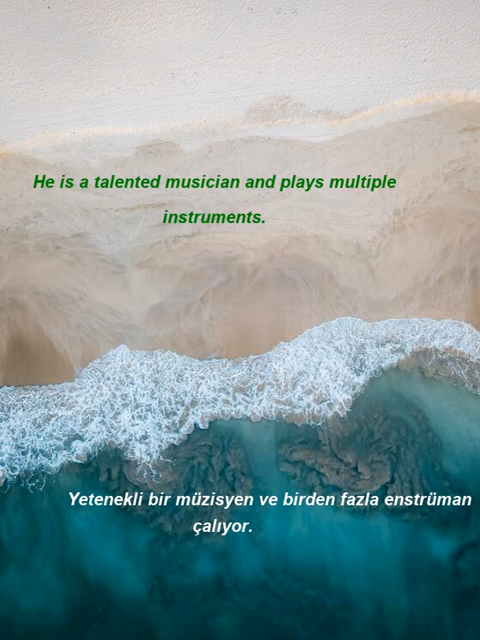 He is a talented musician and plays multiple
instruments.
Yetenekli bir müzisyen ve birden fazla enstrüman
çalıyor.